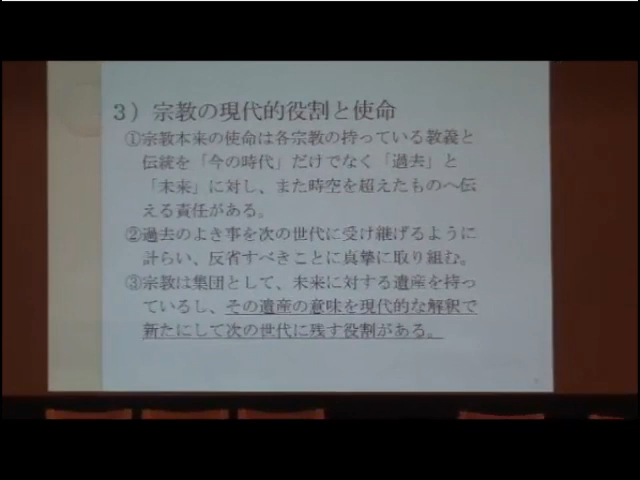 3）宗教の現代的役割と使命
①宗教本来の使命は各宗教の持っている教義と
伝統を「今の時代」だけでなく「過去」と
「未来」に対し、また時空を超えたものへ伝
える責任がある。
②過去のよき事を次の世代に受け継げるように
計らい、反省すべきことに真摯に取り組む。
③宗教は集団として、未来に対する遺産を持っ
ているし、その遺産の意味を現代的な解釈で
新たにして次の世代に残す役割がある。